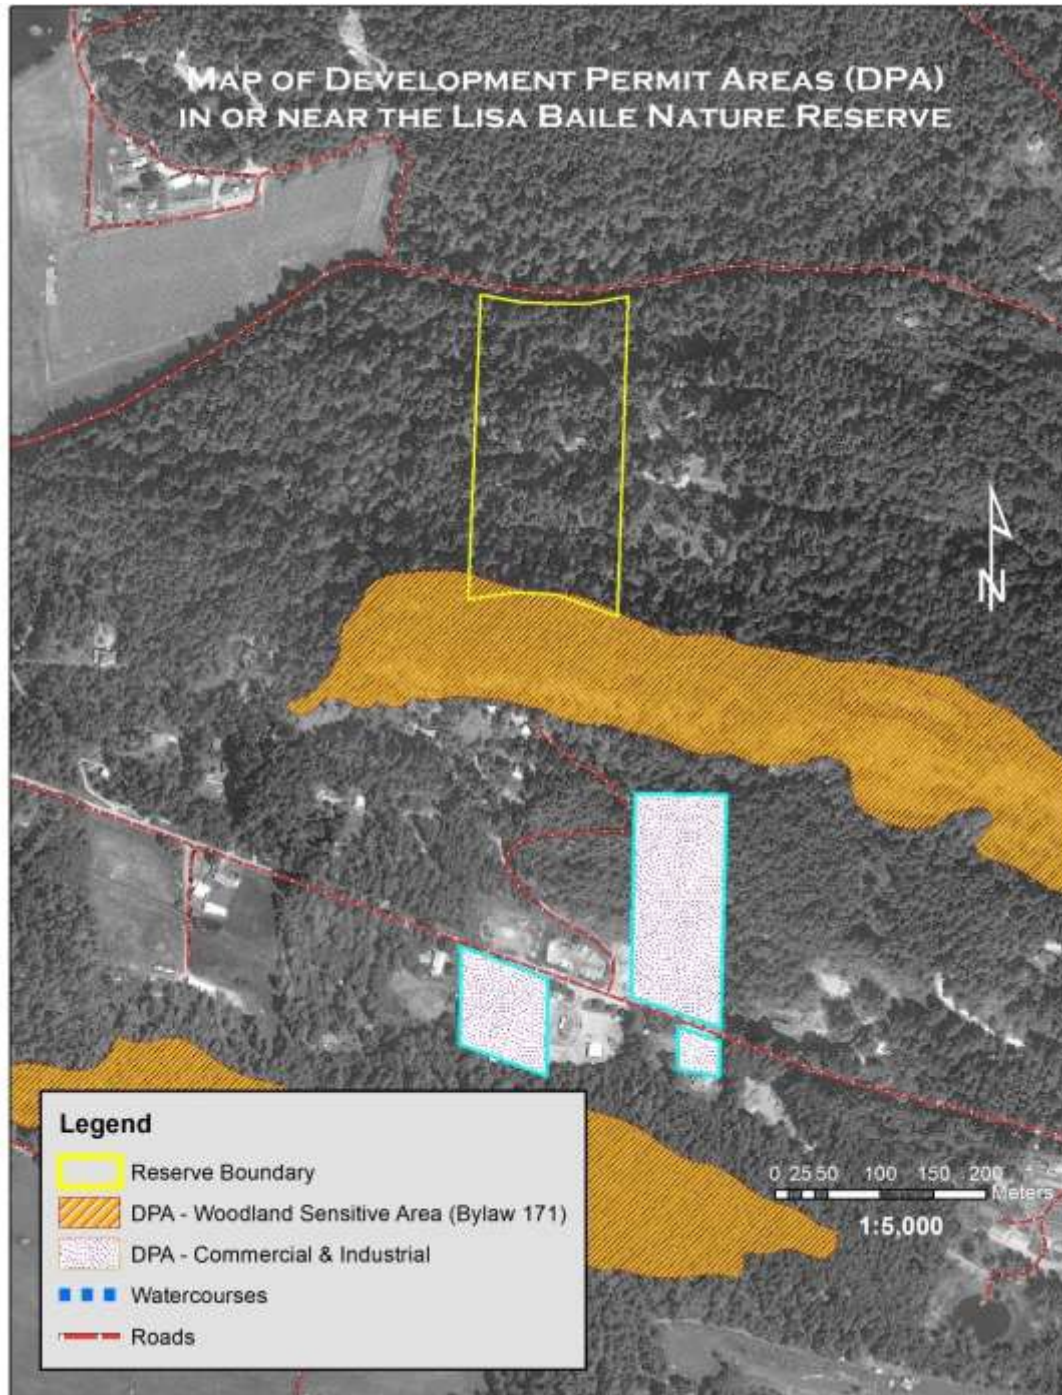 MAP OF DEVELOPMENT PERMIT AREAS (DPA)
IN OR NEAR THE LISA BAILE NATURE RESERVE
N
0 25 50 100 150 200
Meters
1:5,000
Legend
Reserve Boundary
DPA - Woodland Sensitive Area (Bylaw 171)
DPA - Commercial & Industrial
Watercourses
Roads